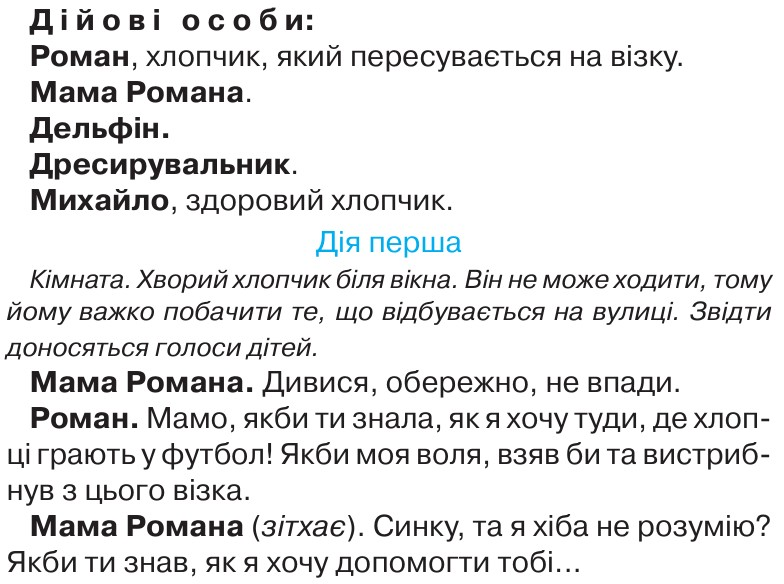 Дійові особи:
Роман, хлопчик, який пересувається на візку.
Мама Романа.
Дельфін.
Дресирувальник.
Михайло, здоровий хлопчик.
Дія перша
Кімната. Хворий хлопчик біля вікна. Він не може ходити, тому
йому важко побачити те, що відбувається на вулиці. Звідти
доносяться голоси дітей.
Мама Романа. Дивися, обережно, не впади.
Роман. Мамо, якби ти знала, як я хочу туди, де хлоп-
ці грають у футбол! Якби моя воля, взяв би та вистриб-
нув з цього візка.
Мама Романа (зітхає). Синку, та я хіба не розумію?
Якби ти знав, як я хочу допомогти тобі...